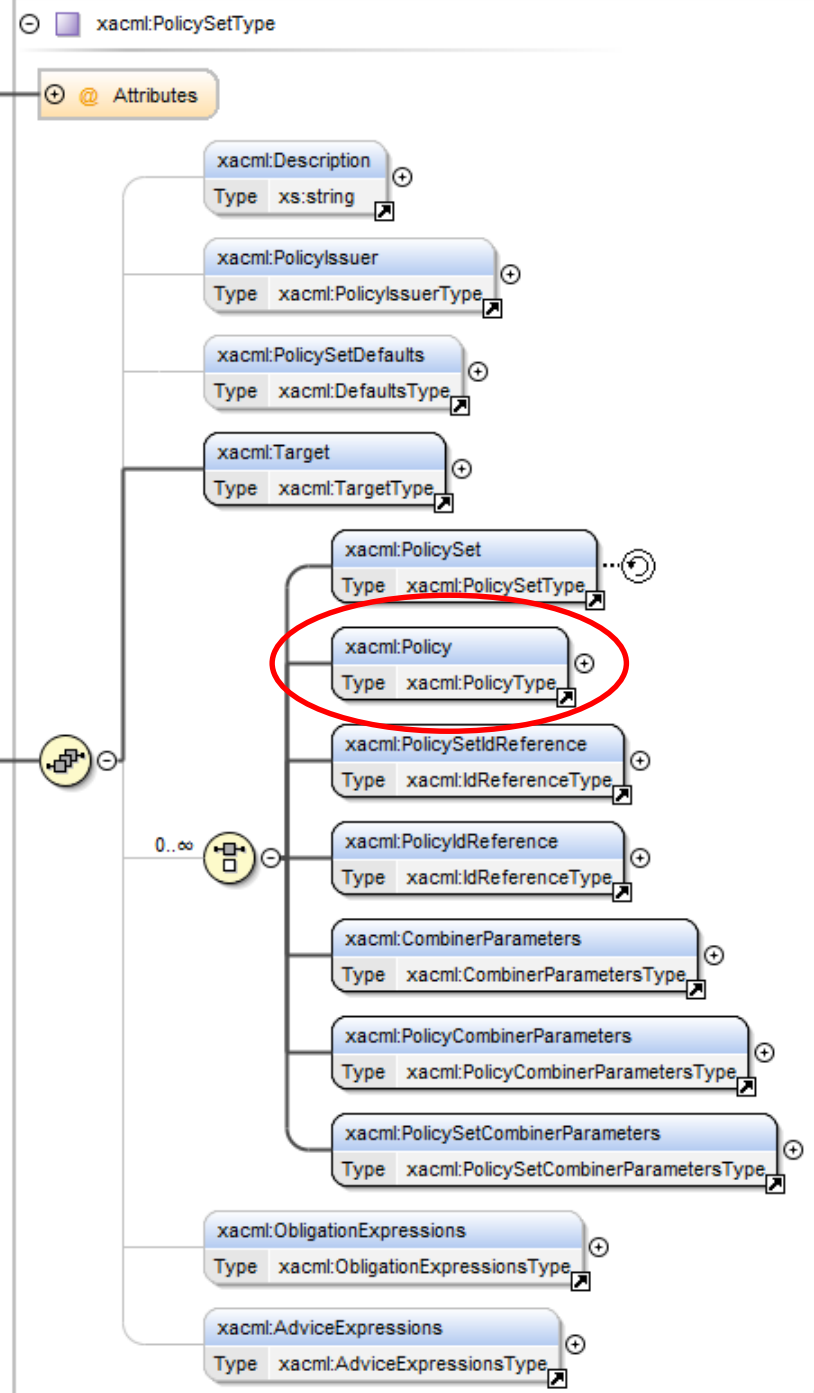 xacml:PolicySetType
@ Attributes
xacml:Description
Type xs:string
xacml:PolicyIssuer
Type xacml:PolicyIssuerType
xacml:PolicySetDefaults
Type xacml:DefaultsType
xacml:Target
Type xacml:TargetType
xacml:PolicySet
Type xacml:PolicySetType
xacml:Policy
Type xacml:PolicyType
xacml:PolicySetIdReference
Type xacml:IdReferenceType
0..∞
xacml:PolicyIdReference
Type xacml:IdReferenceType
xacml:CombinerParameters
Type xacml:CombinerParametersType
xacml:PolicyCombinerParameters
Type xacml:PolicyCombinerParametersType
xacml:PolicySetCombinerParameters
Type xacml:PolicySetCombinerParametersType
xacml:ObligationExpressions
Type xacml:ObligationExpressionsType
xacml:AdviceExpressions
Type xacml:AdviceExpressionsType